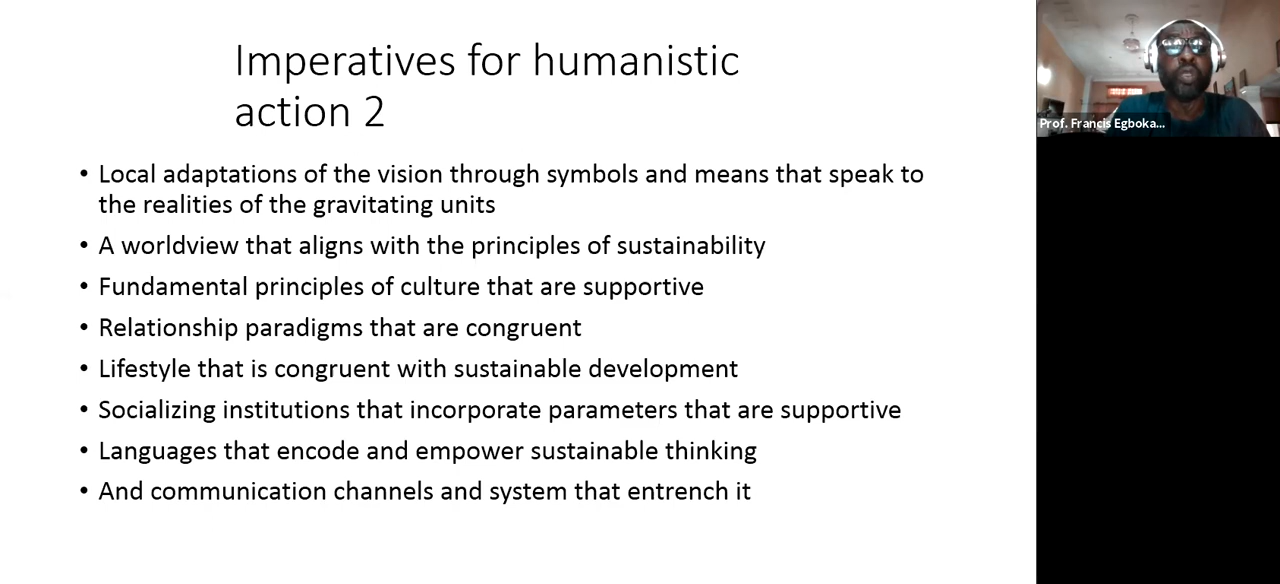 Imperatives for humanistic
action 2
• Local adaptations of the vision through symbols and means that speak to
the realities of the gravitating units
• A worldview that aligns with the principles of sustainability
• Fundamental principles of culture that are supportive
• Relationship paradigms that are congruent
• Lifestyle that is congruent with sustainable development
• Socializing institutions that incorporate parameters that are supportive
• Languages that encode and empower sustainable thinking
• And communication channels and system that entrench it
Prof. Francis Egboka...